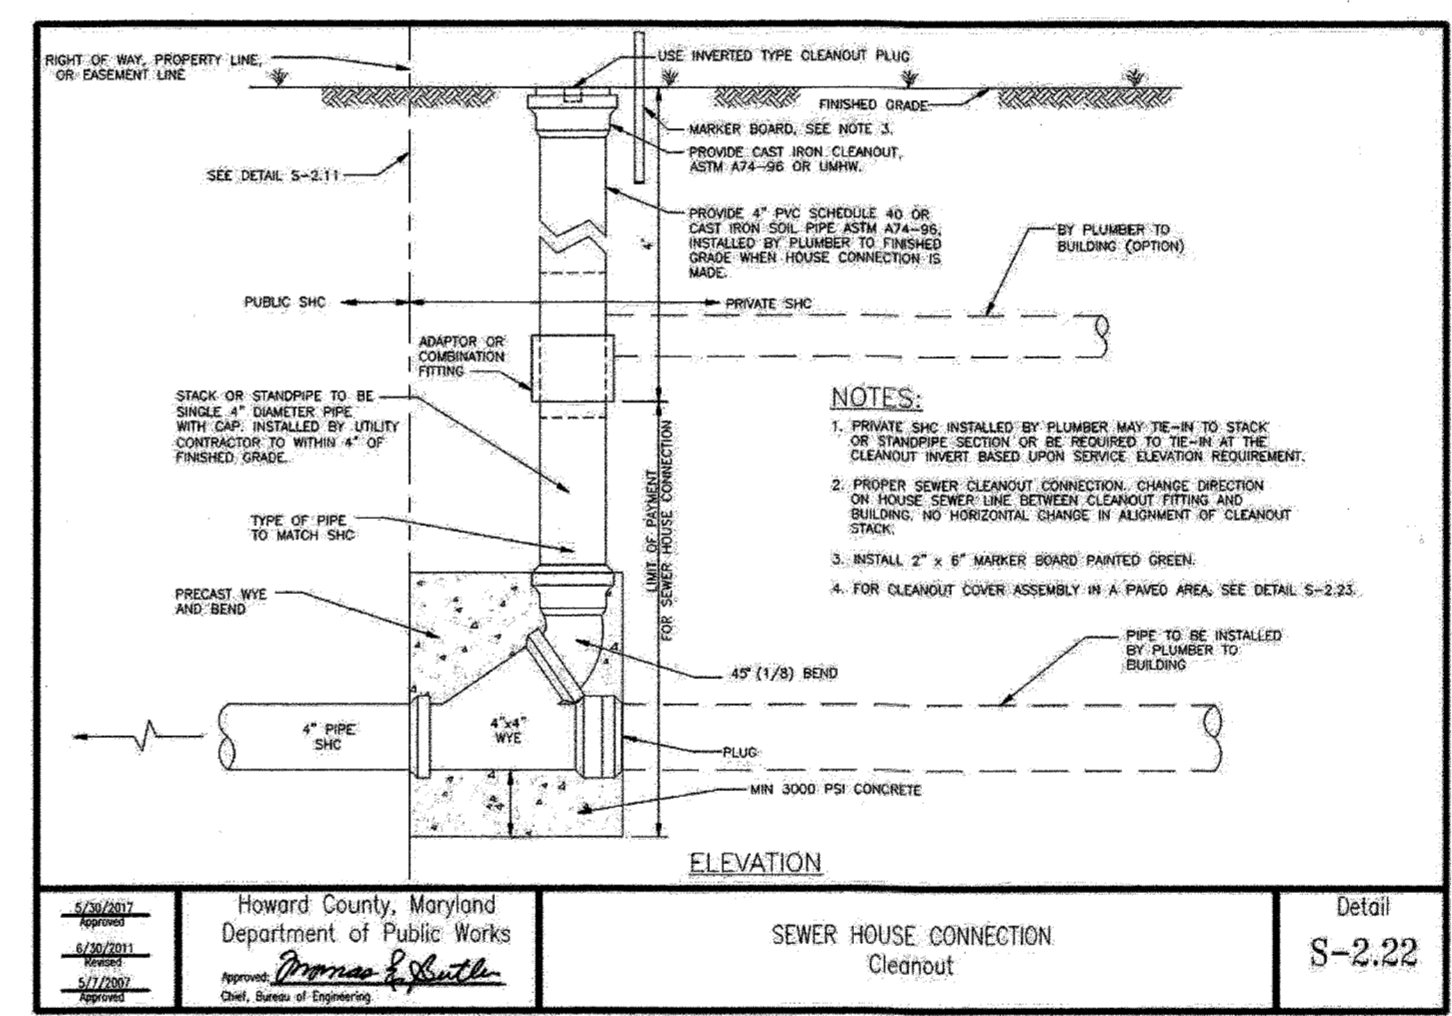 RIGHT OF WAY, PROPERTY LINE,
OR EASEMENT LINE
USE INVERTED TYPE CLEANOUT PLUG
FINISHED GRADE
MARKER BOARD, SEE NOTE 3.
PROVIDE CAST IRON CLEANOUT,
ASTM A74-96 OR UMHW.
SEE DETAIL S-2.11
PROVIDE 4" PVC SCHEDULE 40 OR
CAST IRON SOIL PIPE ASTM A74-96,
INSTALLED BY PLUMBER TO FINISHED
GRADE WHEN HOUSE CONNECTION IS
MADE.
4"
BY PLUMBER TO
BUILDING (OPTION)
PUBLIC SHC
PRIVATE SHC
ADAPTOR OR
COMBINATION
FITTING
STACK OR STANDPIPE TO BE
SINGLE 4" DIAMETER PIPE
WITH CAP. INSTALLED BY UTILITY
CONTRACTOR TO WITHIN 4" OF
FINISHED GRADE.
TYPE OF PIPE
TO MATCH SHC
LIMIT OF PAYMENT
FOR SEWER HOUSE CONNECTION
PRECAST WYE
AND BEND
NOTES:
1. PRIVATE SHC INSTALLED BY PLUMBER MAY TIE-IN TO STACK
OR STANDPIPE SECTION OR BE REQUIRED TO TIE-IN AT THE
CLEANOUT INVERT BASED UPON SERVICE ELEVATION REQUIREMENT.
2. PROPER SEWER CLEANOUT CONNECTION. CHANGE DIRECTION
ON HOUSE SEWER LINE BETWEEN CLEANOUT FITTING AND
BUILDING. NO HORIZONTAL CHANGE IN ALIGNMENT OF CLEANOUT
STACK.
3. INSTALL 2" x 6" MARKER BOARD PAINTED GREEN.
4. FOR CLEANOUT COVER ASSEMBLY IN A PAVED AREA, SEE DETAIL S-2.23.
PIPE TO BE INSTALLED
BY PLUMBER TO
BUILDING
45° (1/8) BEND
4" PIPE
SHC
4"x4"
WYE
PLUG
4"
MIN 3000 PSI CONCRETE
ELEVATION
5/30/2017
Approved
6/30/2011
Revised
5/7/2007
Approved
Howard County, Maryland
Department of Public Works
Approved: Thomas E. Butler
Chief, Bureau of Engineering
SEWER HOUSE CONNECTION
Cleanout
Detail
S-2.22